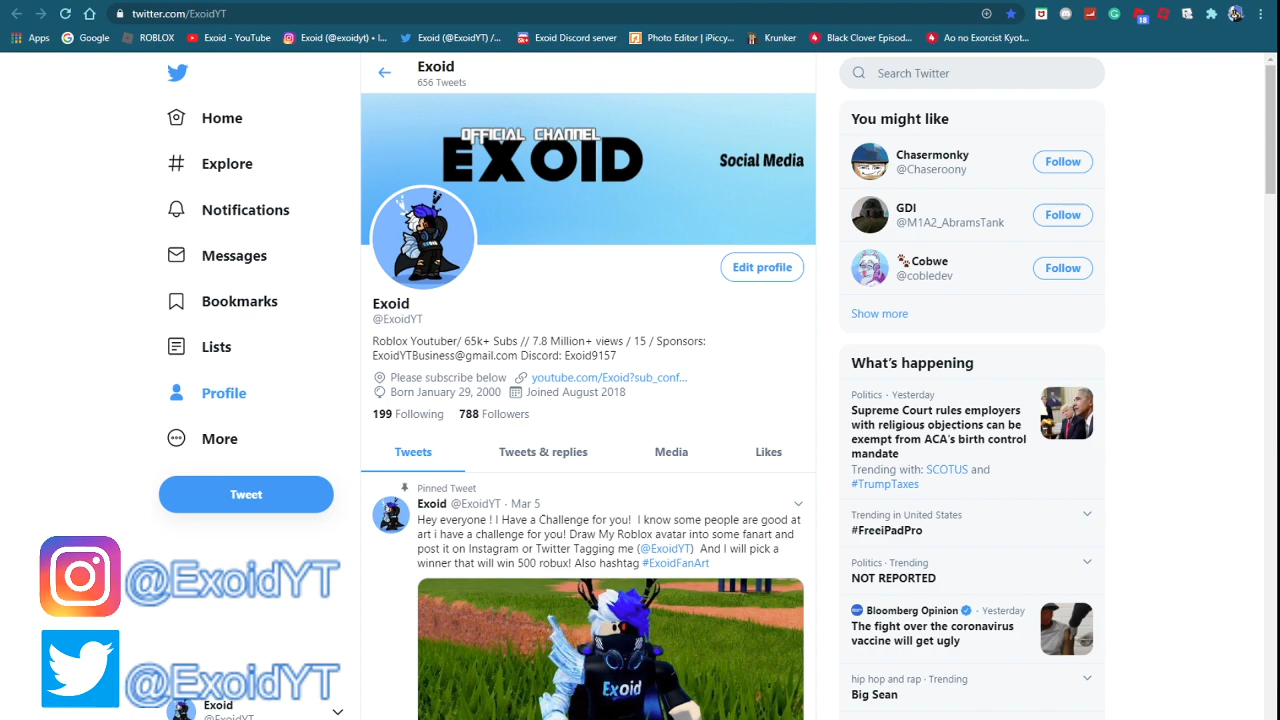 twitter.com/ExoidYT
18
Apps
Google
ROBLOX
Exoid - YouTube
Exoid (@exoidyt) • I...
Exoid (@ExoidYT) /...
Exoid Discord server
Photo Editor | iPiccy...
Krunker
Black Clover Episod...
Ao no Exorcist Kyot...
Home
Explore
Notifications
Messages
Bookmarks
Lists
Profile
More
Tweet
@ExoidYT
@ExoidYT
Exoid
@ExoidYT
Exoid
656 Tweets
OFFICIAL CHANNEL
EXOID
Social Media
Edit profile
Exoid
@ExoidYT
Roblox Youtuber/ 65k+ Subs // 7.8 Million+ views / 15 / Sponsors:
ExoidYTBusiness@gmail.com Discord: Exoid9157
Please subscribe below youtube.com/Exoid?sub_conf...
Born January 29, 2000 Joined August 2018
199 Following 788 Followers
Tweets
Tweets & replies
Media
Likes
Pinned Tweet
Exoid @ExoidYT · Mar 5
Hey everyone ! I Have a Challenge for you! I know some people are good at
art i have a challenge for you! Draw My Roblox avatar into some fanart and
post it on Instagram or Twitter Tagging me (@ExoidYT) And I will pick a
winner that will win 500 robux! Also hashtag #ExoidFanArt
Exoid
Search Twitter
You might like
Chasermonky
@Chaseroony
Follow
GDI
@M1A2_AbramsTank
Follow
Cobwe
@cobledev
Follow
Show more
What's happening
Politics · Yesterday
Supreme Court rules employers
with religious objections can be
exempt from ACA's birth control
mandate
Trending with: SCOTUS and
#TrumpTaxes
Trending in United States
#FreeiPadPro
Politics · Trending
NOT REPORTED
Bloomberg Opinion · Yesterday
The fight over the coronavirus
vaccine will get ugly
hip hop and rap · Trending
Big Sean